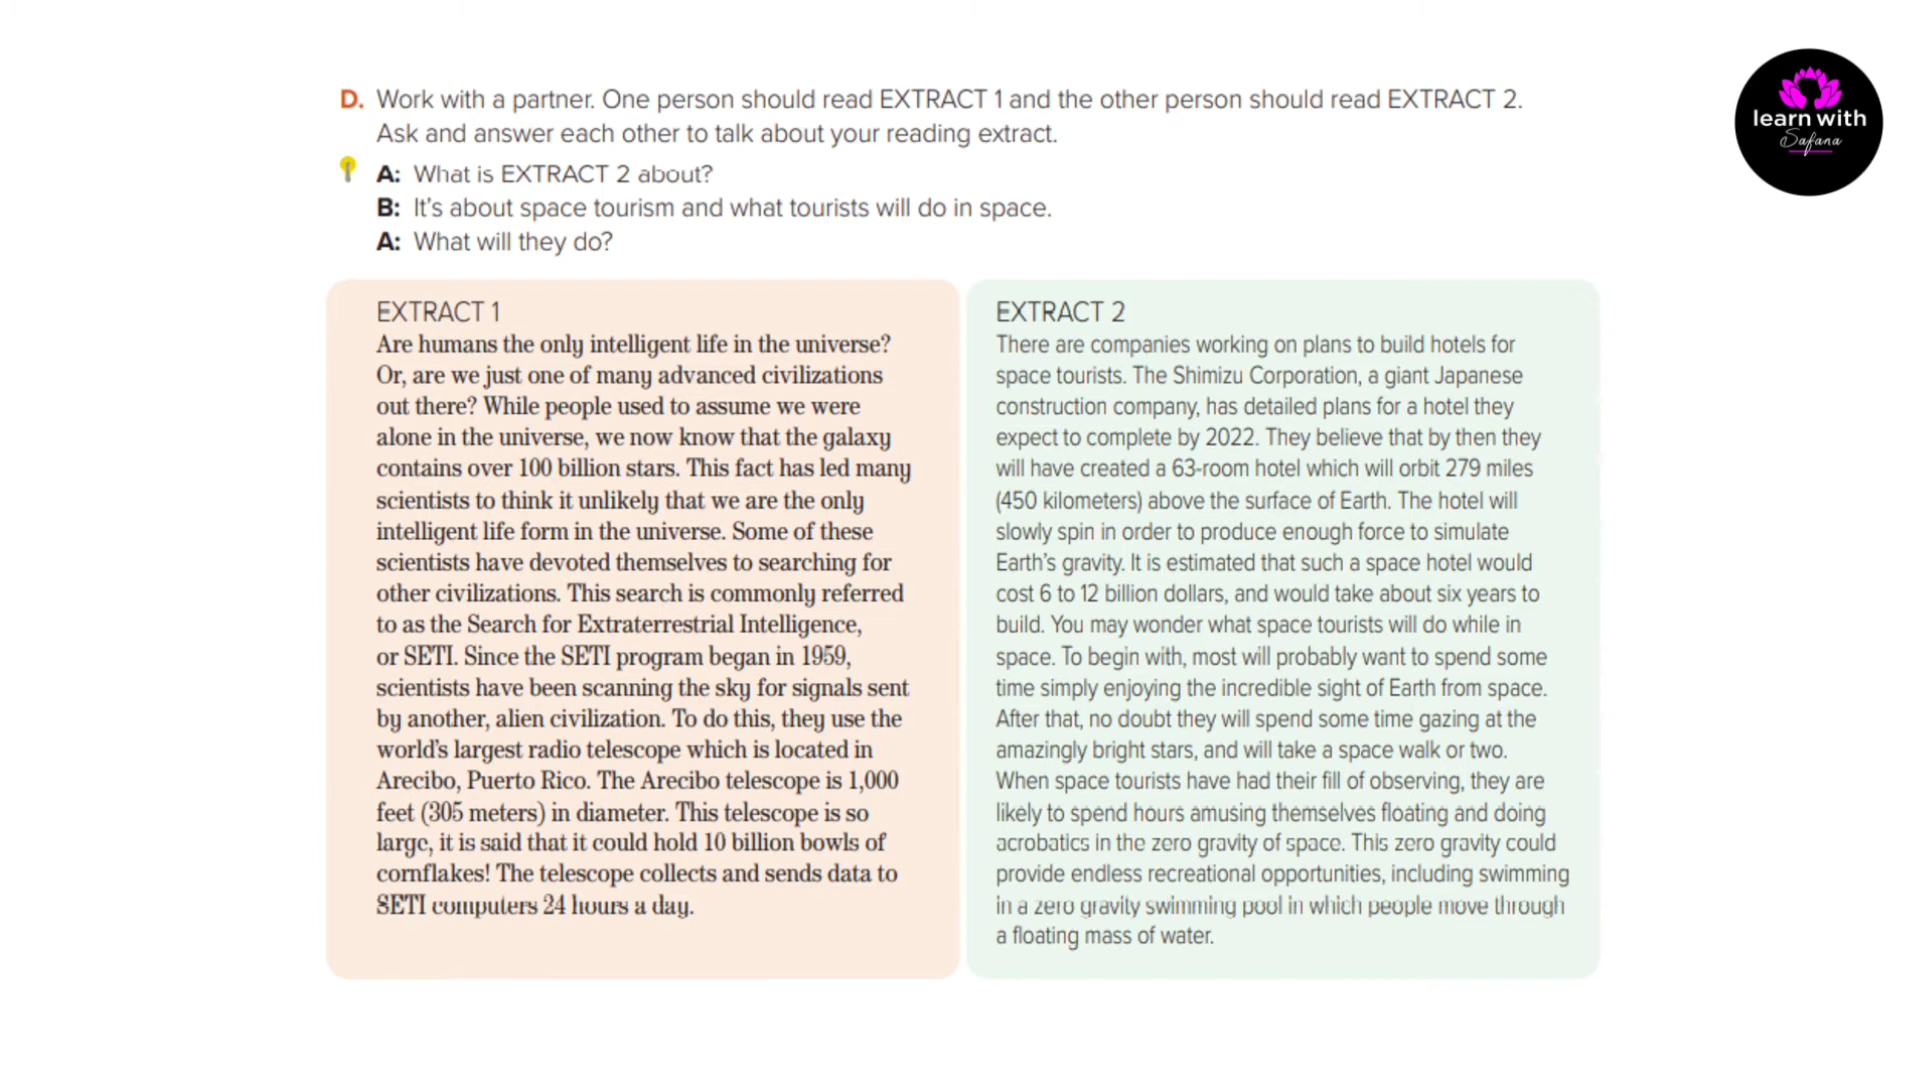 learn with
Safana
D. Work with a partner. One person should read EXTRACT 1 and the other person should read EXTRACT 2.
Ask and answer each other to talk about your reading extract.
A: What is EXTRACT 2 about?
B: It's about space tourism and what tourists will do in space.
A: What will they do?
EXTRACT 1
Are humans the only intelligent life in the universe?
Or, are we just one of many advanced civilizations
out there? While people used to assume we were
alone in the universe, we now know that the galaxy
contains over 100 billion stars. This fact has led many
scientists to think it unlikely that we are the only
intelligent life form in the universe. Some of these
scientists have devoted themselves to searching for
other civilizations. This search is commonly referred
to as the Search for Extraterrestrial Intelligence,
or SETI. Since the SETI program began in 1959,
scientists have been scanning the sky for signals sent
by another, alien civilization. To do this, they use the
world's largest radio telescope which is located in
Arecibo, Puerto Rico. The Arecibo telescope is 1,000
feet (305 meters) in diameter. This telescope is so
large, it is said that it could hold 10 billion bowls of
cornflakes! The telescope collects and sends data to
SETI computers 24 hours a day.
EXTRACT 2
There are companies working on plans to build hotels for
space tourists. The Shimizu Corporation, a giant Japanese
construction company, has detailed plans for a hotel they
expect to complete by 2022. They believe that by then they
will have created a 63-room hotel which will orbit 279 miles
(450 kilometers) above the surface of Earth. The hotel will
slowly spin in order to produce enough force to simulate
Earth's gravity. It is estimated that such a space hotel would
cost 6 to 12 billion dollars, and would take about six years to
build. You may wonder what space tourists will do while in
space. To begin with, most will probably want to spend some
time simply enjoying the incredible sight of Earth from space.
After that, no doubt they will spend some time gazing at the
amazingly bright stars, and will take a space walk or two.
When space tourists have had their fill of observing, they are
likely to spend hours amusing themselves floating and doing
acrobatics in the zero gravity of space. This zero gravity could
provide endless recreational opportunities, including swimming
in a zero gravity swimming pool in which people move through
a floating mass of water.